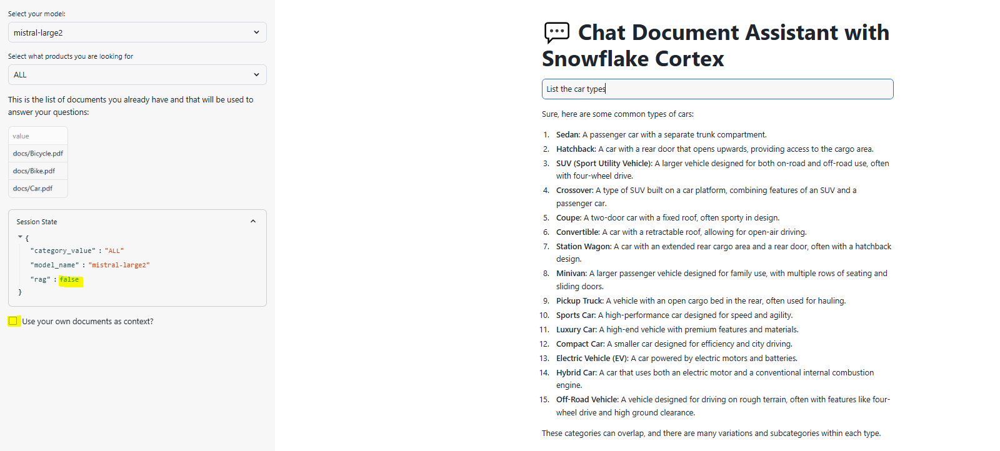 Select your model:
mistral-large2
Select what products you are looking for
ALL
This is the list of documents you already have and that will be used to
answer your questions:
value
docs/Bicycle.pdf
docs/Bike.pdf
docs/Car.pdf
Session State
{
"category_value" : "ALL"
"model_name" : "mistral-large2"
"rag" : false
}
Use your own documents as context?
Chat Document Assistant with
Snowflake Cortex
List the car types
Sure, here are some common types of cars:
1. Sedan: A passenger car with a separate trunk compartment.
2. Hatchback: A car with a rear door that opens upwards, providing access to the cargo area.
3. SUV (Sport Utility Vehicle): A larger vehicle designed for both on-road and off-road use, often
with four-wheel drive.
4. Crossover: A type of SUV built on a car platform, combining features of an SUV and a
passenger car.
5. Coupe: A two-door car with a fixed roof, often sporty in design.
6. Convertible: A car with a retractable roof, allowing for open-air driving.
7. Station Wagon: A car with an extended rear cargo area and a rear door, often with a hatchback
design.
8. Minivan: A larger passenger vehicle designed for family use, with multiple rows of seating and
sliding doors.
9. Pickup Truck: A vehicle with an open cargo bed in the rear, often used for hauling.
10. Sports Car: A high-performance car designed for speed and agility.
11. Luxury Car: A high-end vehicle with premium features and materials.
12. Compact Car: A smaller car designed for efficiency and city driving.
13. Electric Vehicle (EV): A car powered by electric motors and batteries.
14. Hybrid Car: A car that uses both an electric motor and a conventional internal combustion
engine.
15. Off-Road Vehicle: A vehicle designed for driving on rough terrain, often with features like four-
wheel drive and high ground clearance.
These categories can overlap, and there are many variations and subcategories within each type.